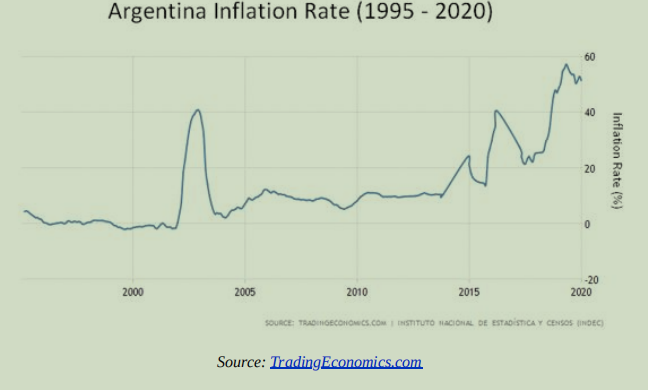 Argentina Inflation Rate (1995 - 2020)
60
40
20
0
-20
Inflation Rate (%)
2000
2005
2010
2015
2020
SOURCE: TRADINGECONOMICS.COM | INSTITUTO NACIONAL DE ESTADÍSTICA Y CENSOS (INDEC)
Source: TradingEconomics.com